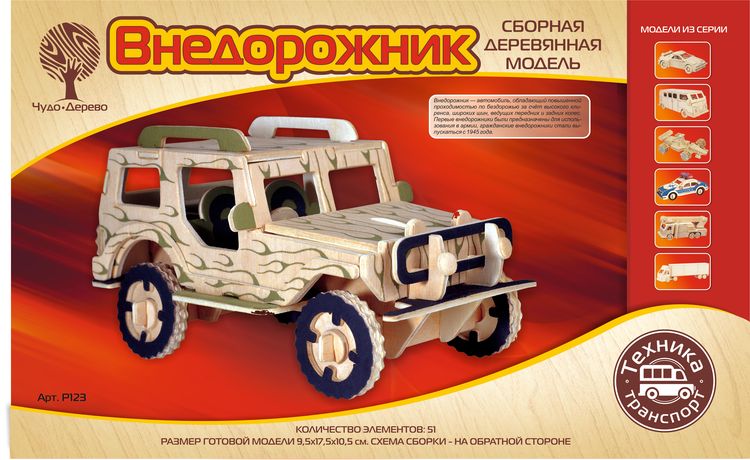 Чудо-Дерево
Внедорожник
СБОРНАЯ
ДЕРЕВЯННАЯ
МОДЕЛЬ
МОДЕЛИ ИЗ СЕРИИ
Внедорожник — автомобиль, обладающий повышенной
проходимостью по бездорожью за счёт высокого кли-
ренса, широких шин, ведущих передних и задних колес.
Первые внедорожники были предназначены для исполь-
зования в армии, гражданские внедорожники стали вы-
пускаться с 1945 года.
Арт. P123
Техника
транспорт
КОЛИЧЕСТВО ЭЛЕМЕНТОВ: 51
РАЗМЕР ГОТОВОЙ МОДЕЛИ 9,5x17,5x10,5 см. СХЕМА СБОРКИ - НА ОБРАТНОЙ СТОРОНЕ